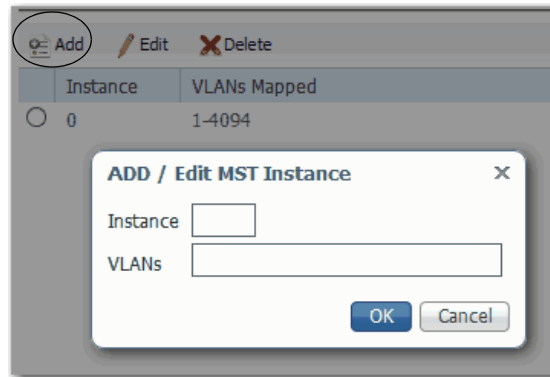 Add Edit Delete
Instance VLANs Mapped
0 1-4094
ADD / Edit MST Instance
Instance
VLANs
OK Cancel